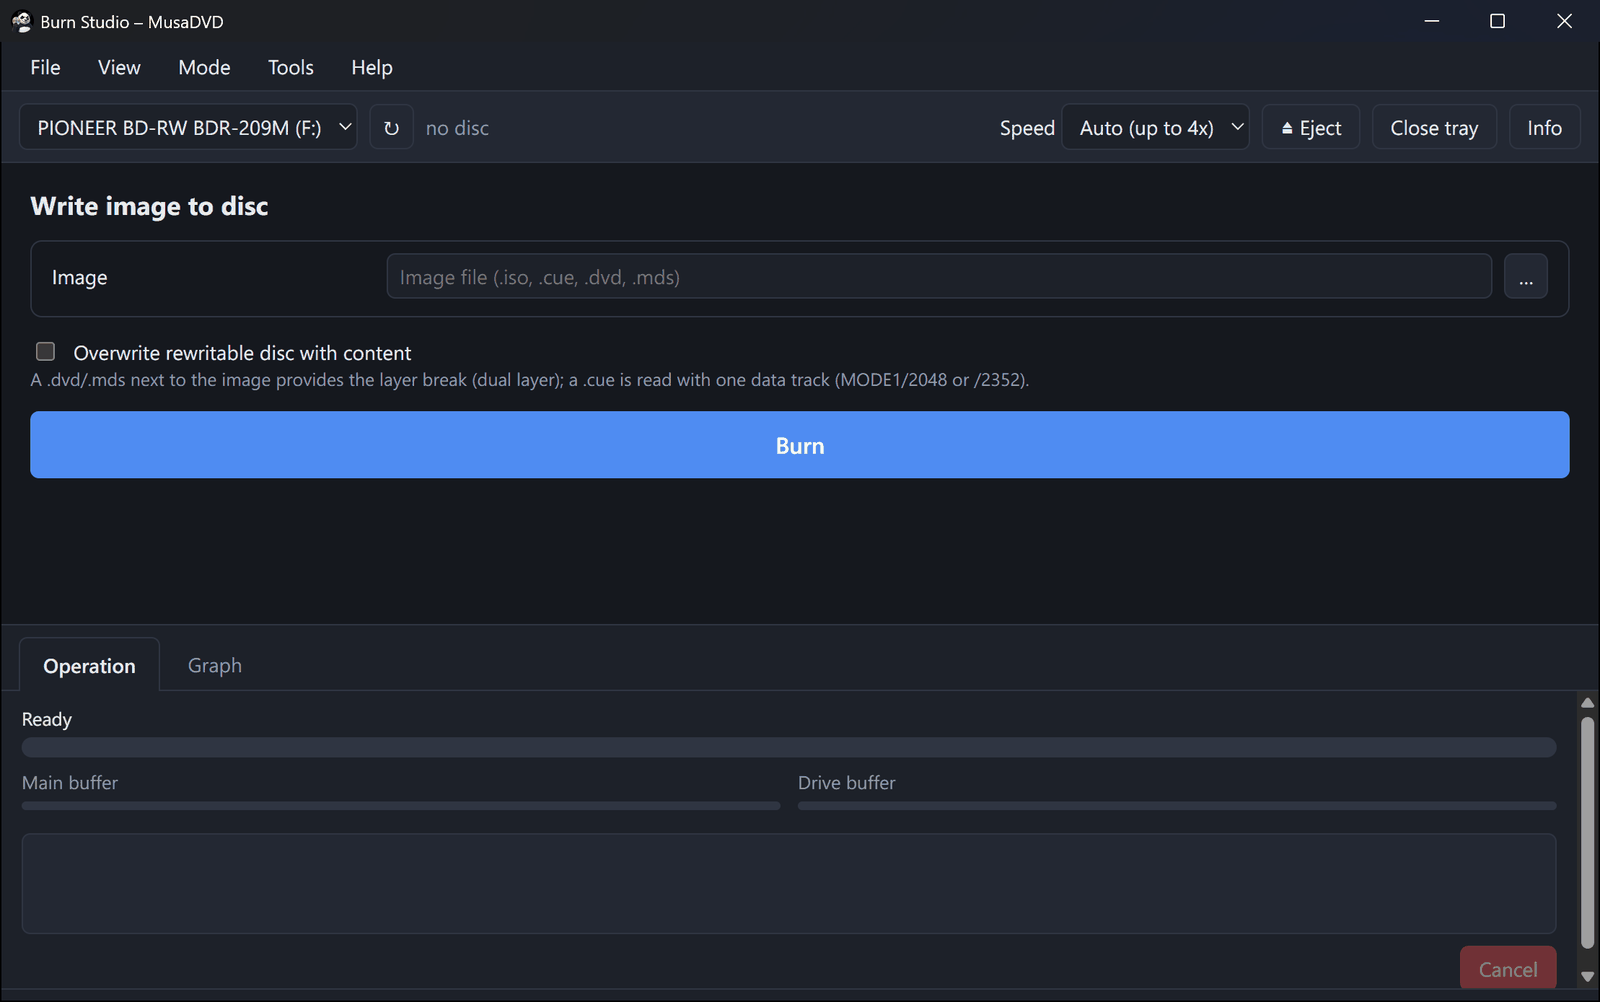 Burn Studio – MusaDVD
File View Mode Tools Help
PIONEER BD-RW BDR-209M (F:) ↻ no disc Speed Auto (up to 4x) ⏏ Eject Close tray Info
Write image to disc
Image Image file (.iso, .cue, .dvd, .mds) ...
Overwrite rewritable disc with content
A .dvd/.mds next to the image provides the layer break (dual layer); a .cue is read with one data track (MODE1/2048 or /2352).
Burn
Operation Graph
Ready
Main buffer Drive buffer
Cancel